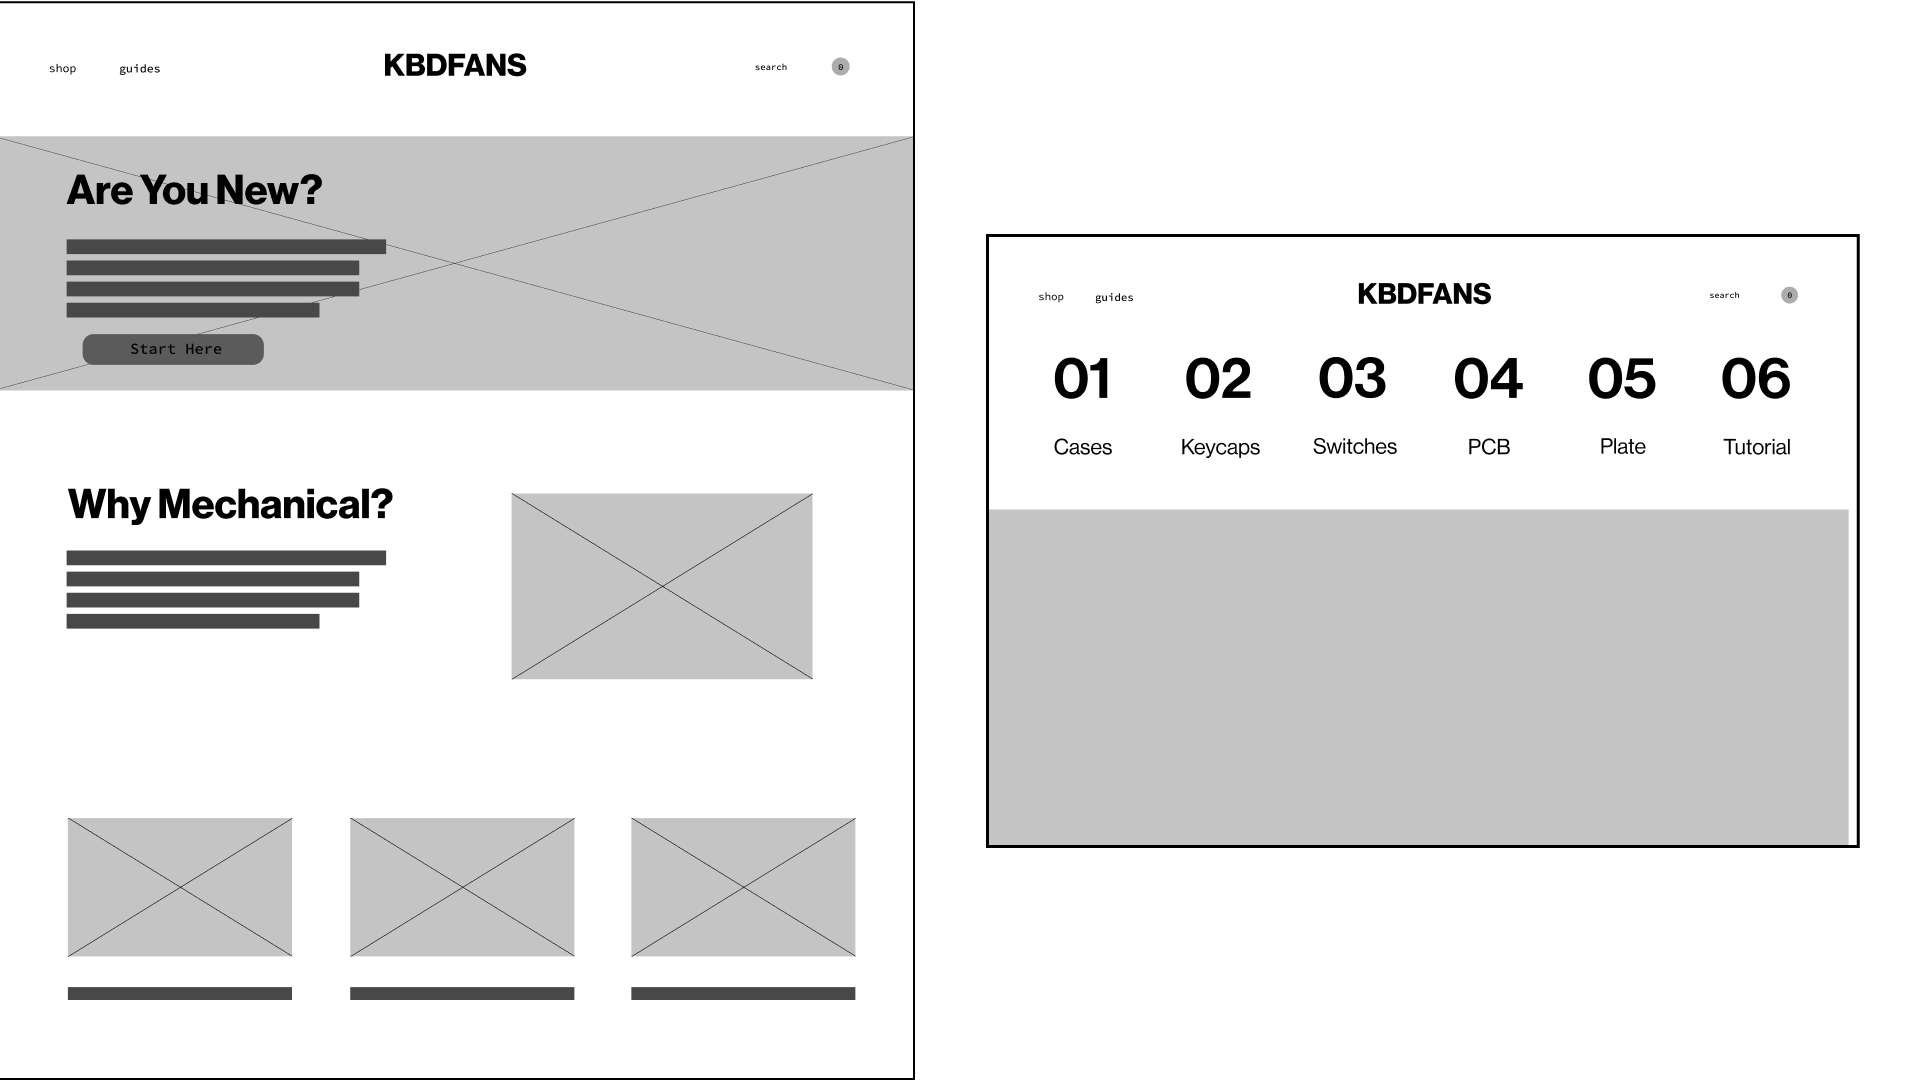 shop guides KBDFANS search 0
Are You New?
Start Here
Why Mechanical?
shop guides KBDFANS search 0
01 02 03 04 05 06
Cases Keycaps Switches PCB Plate Tutorial